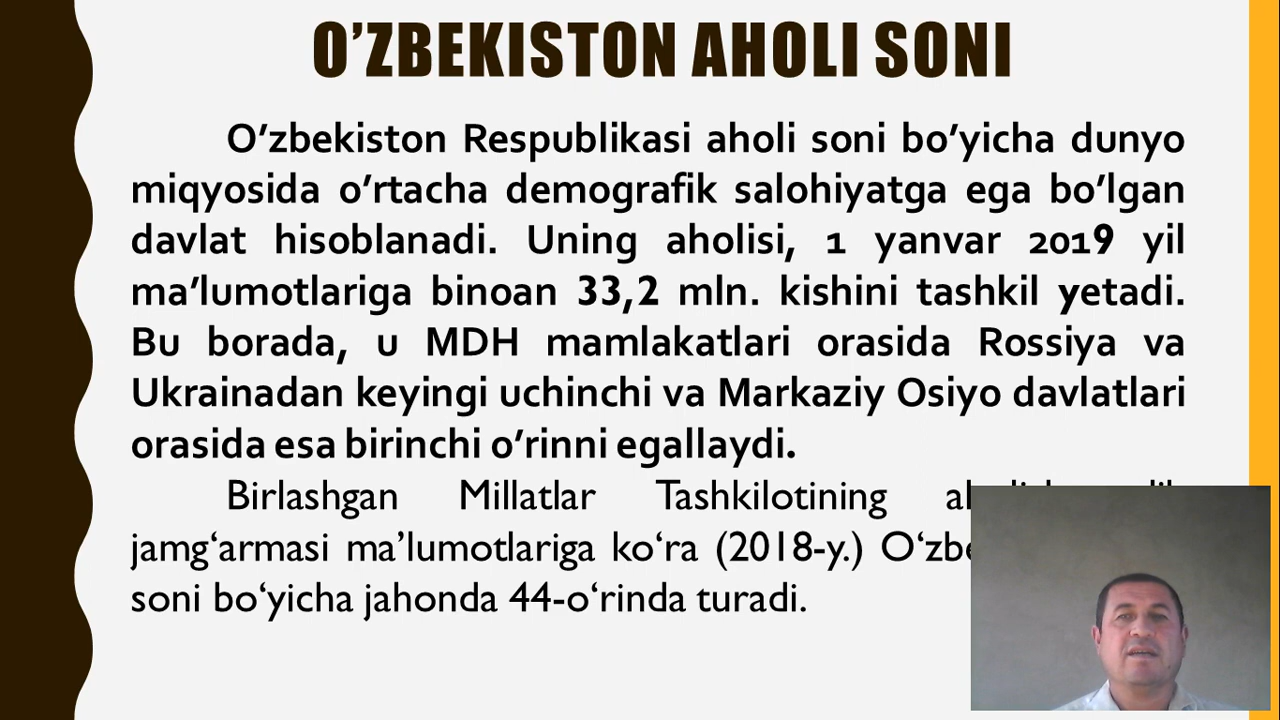 O’ZBEKISTON AHOLI SONI
O’zbekiston Respublikasi aholi soni bo’yicha dunyo
miqyosida o’rtacha demografik salohiyatga ega bo’lgan
davlat hisoblanadi. Uning aholisi, 1 yanvar 2019 yil
ma’lumotlariga binoan 33,2 mln. kishini tashkil yetadi.
Bu borada, u MDH mamlakatlari orasida Rossiya va
Ukrainadan keyingi uchinchi va Markaziy Osiyo davlatlari
orasida esa birinchi o’rinni egallaydi.
Birlashgan Millatlar Tashkilotining
jamg‘armasi ma’lumotlariga ko‘ra (2018-y.)
soni bo‘yicha jahonda 44-o‘rinda turadi.